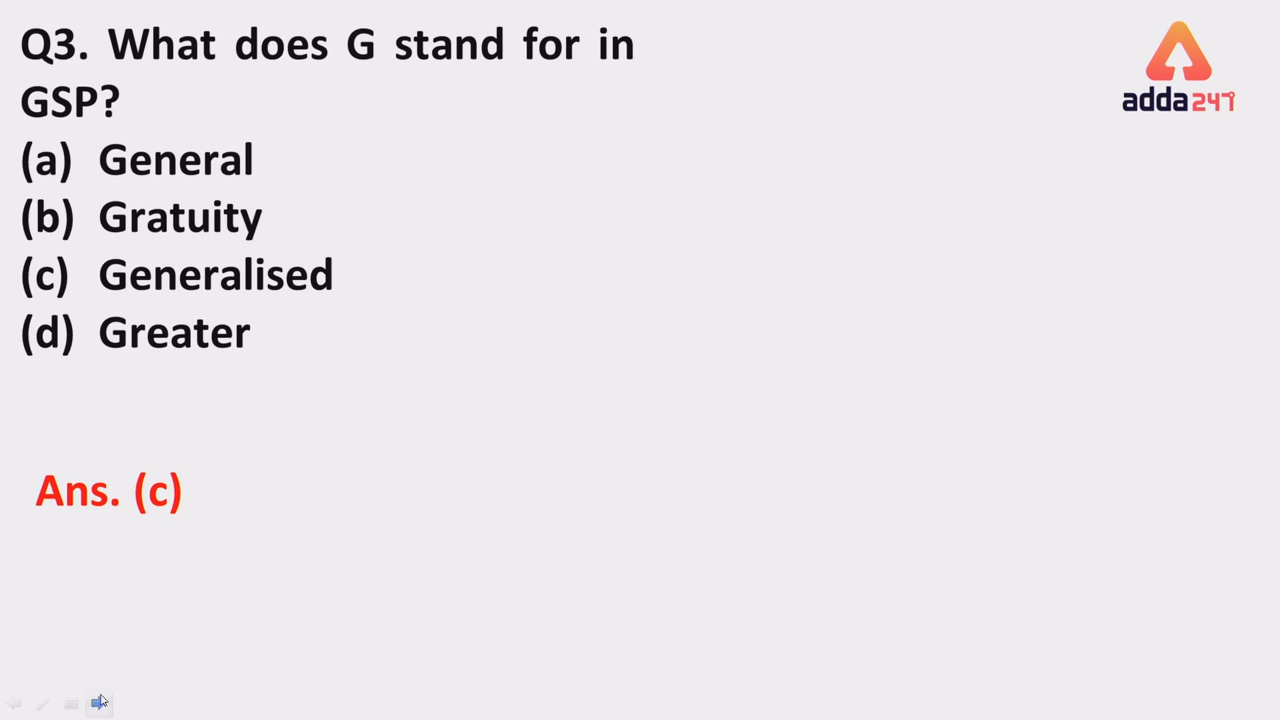 Q3. What does G stand for in
GSP?
(a) General
(b) Gratuity
(c) Generalised
(d) Greater
Ans. (c)
adda247